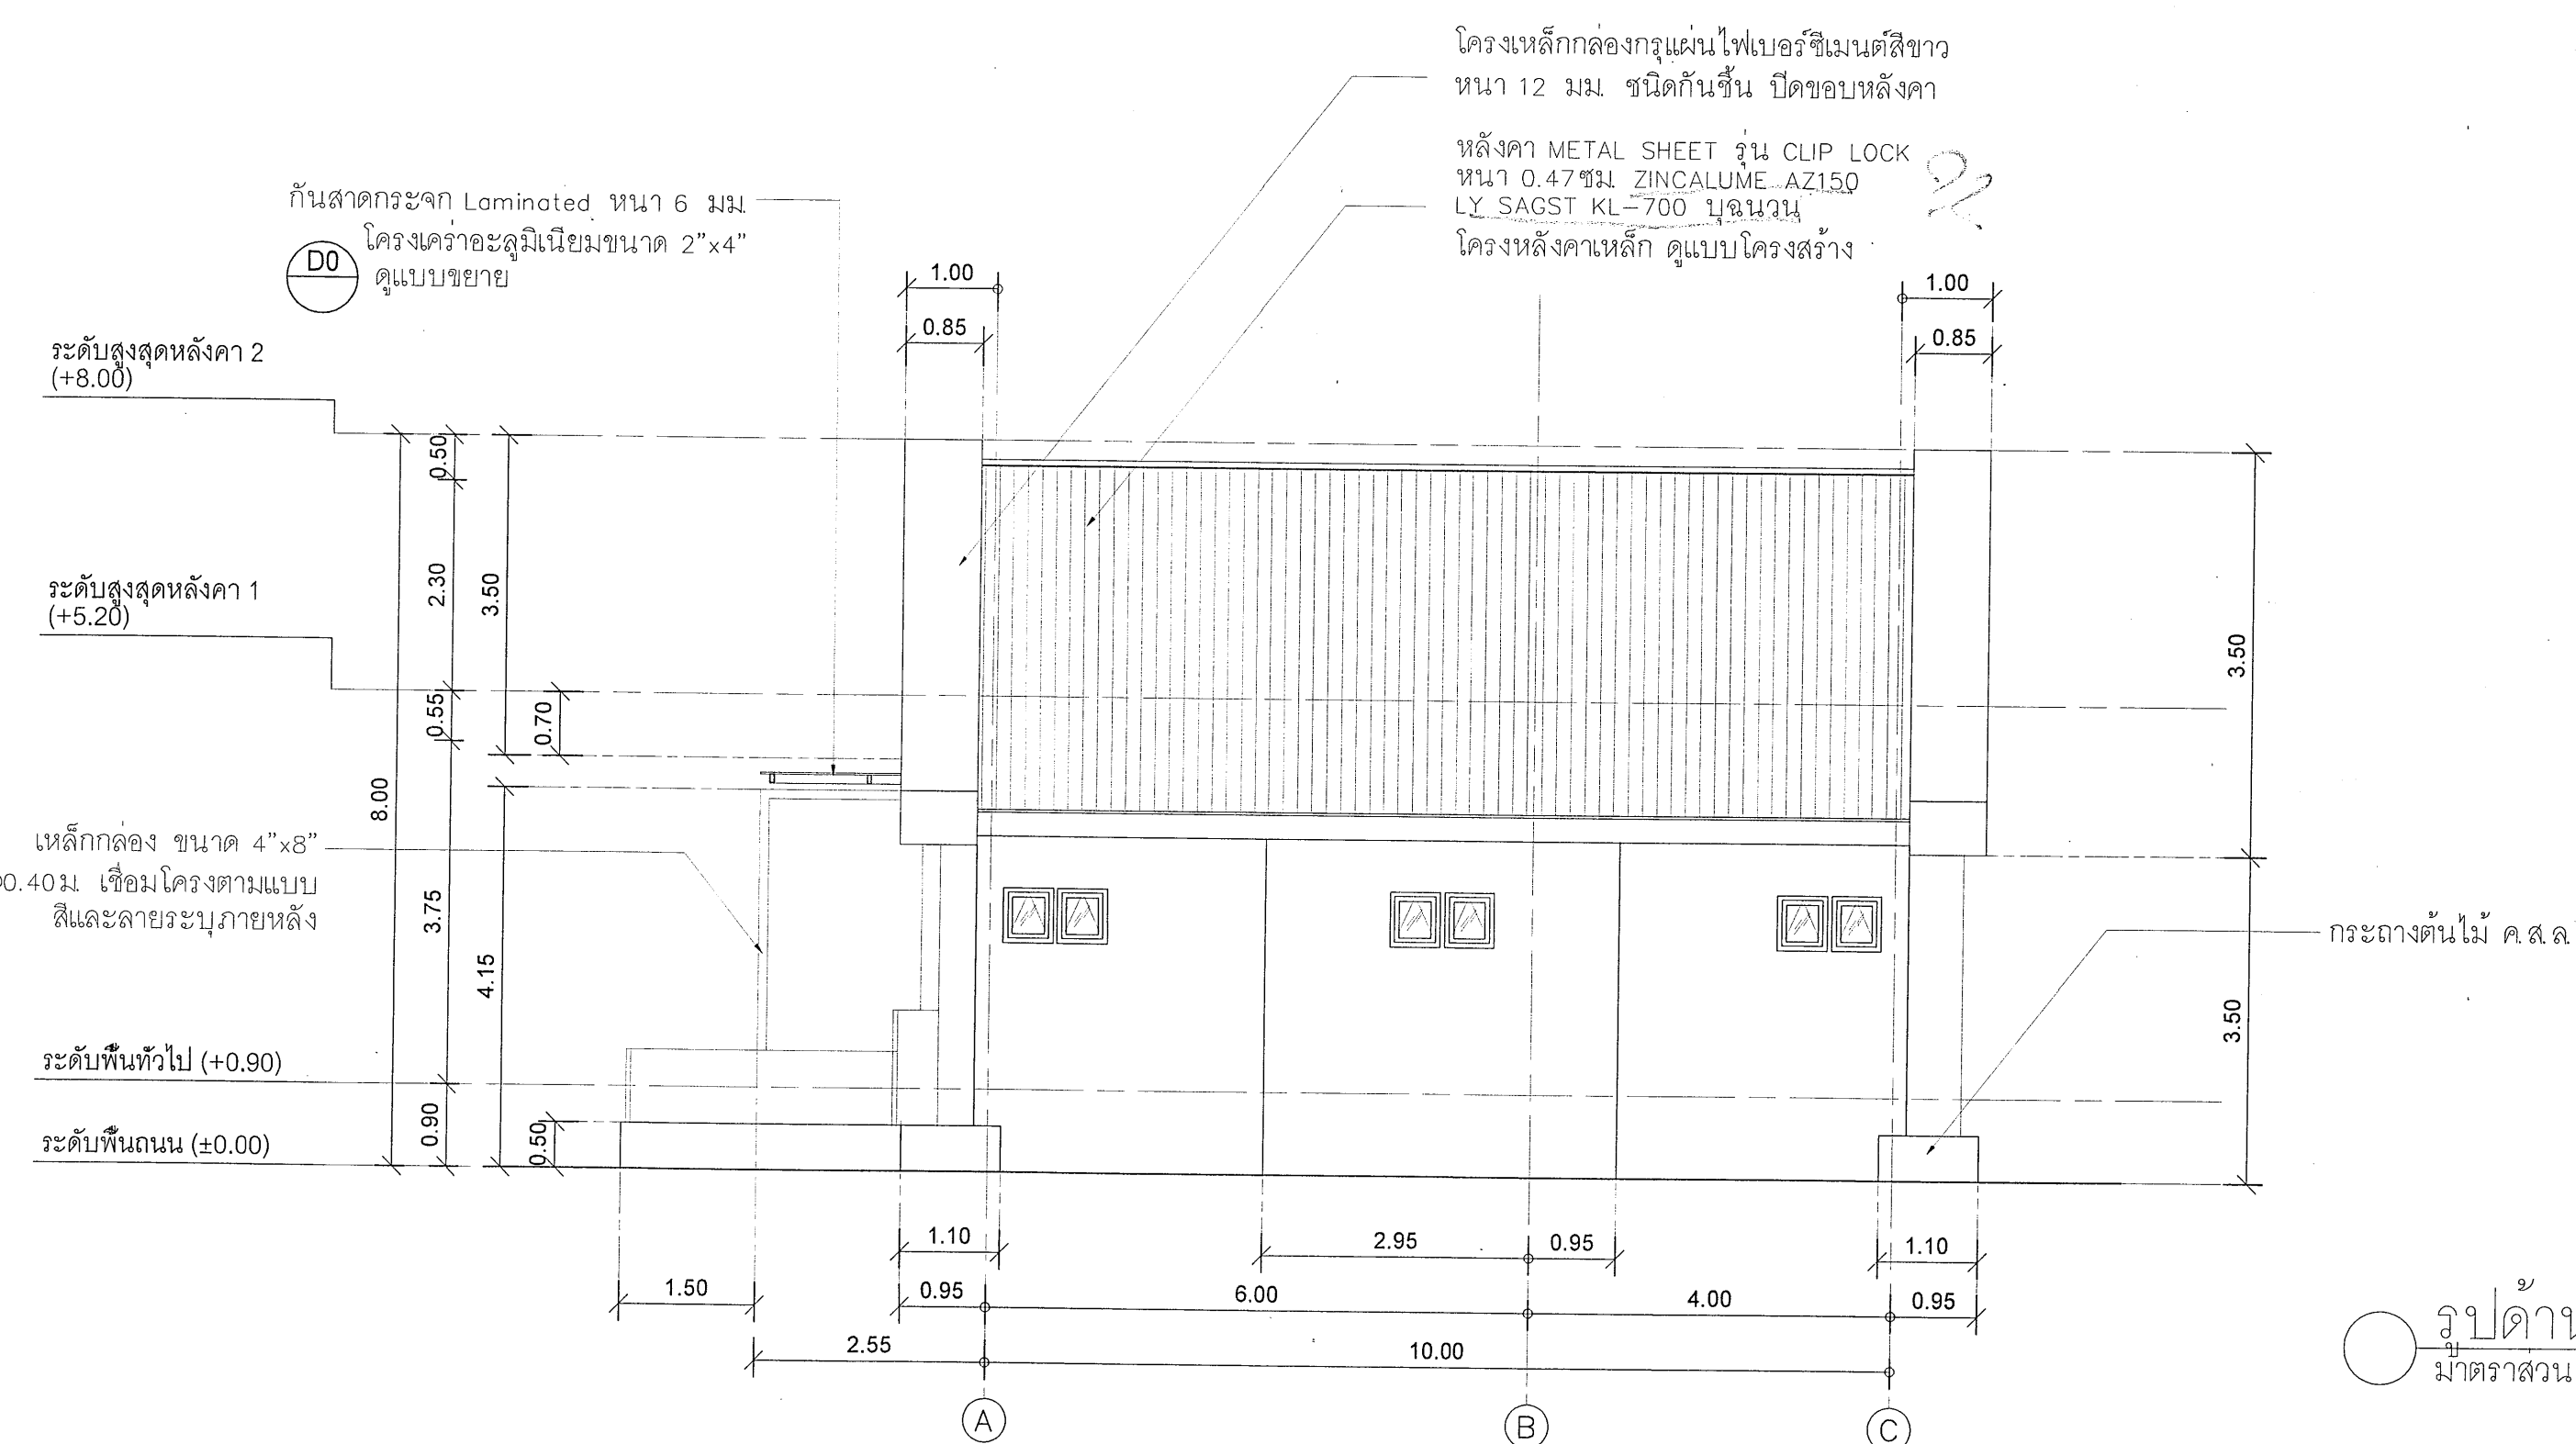 โครงเหล็กกล่องกรุแผ่นไฟเบอร์ซีเมนต์สีขาว
หนา 12 มม. ชนิดกันชื้น ปิดขอบหลังคา
หลังคา METAL SHEET รุ่น CLIP LOCK
หนา 0.47ซม. ZINCALUME AZ150
LY SAGST KL-700 บุฉนวน
โครงหลังคาเหล็ก ดูแบบโครงสร้าง
กันสาดกระจก Laminated หนา 6 มม.
โครงเคร่าอะลูมิเนียมขนาด 2"x4"
D0
ดูแบบขยาย
1.00
0.85
1.00
0.85
ระดับสูงสุดหลังคา 2
(+8.00)
0.50
2.30
3.50
ระดับสูงสุดหลังคา 1
(+5.20)
0.55
0.70
3.50
8.00
เหล็กกล่อง ขนาด 4"x8"
0.40ม. เชื่อมโครงตามแบบ
สีและลายระบุภายหลัง
3.75
4.15
กระถางต้นไม้ ค.ส.ล.
3.50
ระดับพื้นทั่วไป (+0.90)
0.90
0.50
ระดับพื้นถนน (±0.00)
1.10
2.95
0.95
1.10
1.50
0.95
6.00
4.00
0.95
2.55
10.00
A
B
C
รูปด้าน
มาตราส่วน